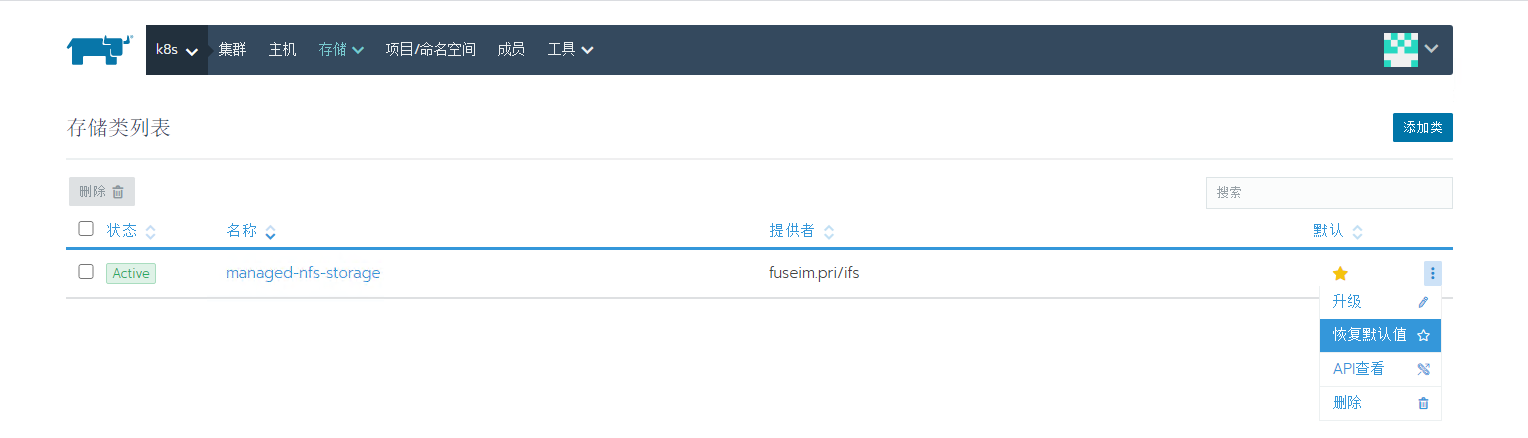 k8s 集群 主机 存储 项目/命名空间 成员 工具
存储类列表 添加类
删除 搜索
状态 名称 提供者 默认
Active managed-nfs-storage fuseim.pri/ifs
升级
恢复默认值
API查看
删除